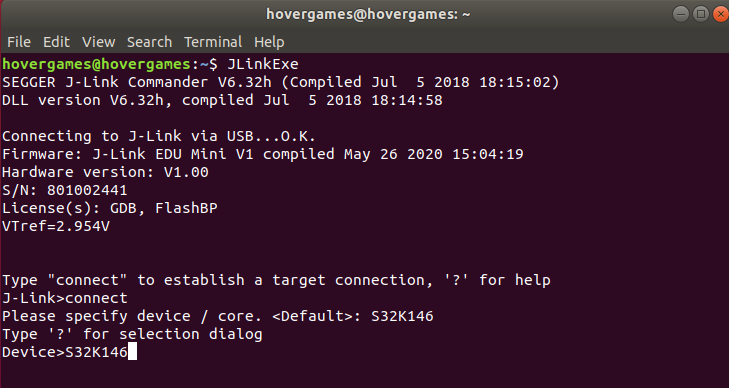 hovergames@hovergames: ~
File Edit View Search Terminal Help
hovergames@hovergames:~$ JLinkExe
SEGGER J-Link Commander V6.32h (Compiled Jul  5 2018 18:15:02)
DLL version V6.32h, compiled Jul  5 2018 18:14:58
Connecting to J-Link via USB...O.K.
Firmware: J-Link EDU Mini V1 compiled May 26 2020 15:04:19
Hardware version: V1.00
S/N: 801002441
License(s): GDB, FlashBP
VTref=2.954V
Type "connect" to establish a target connection, '?' for help
J-Link>connect
Please specify device / core. <Default>: S32K146
Type '?' for selection dialog
Device>S32K146